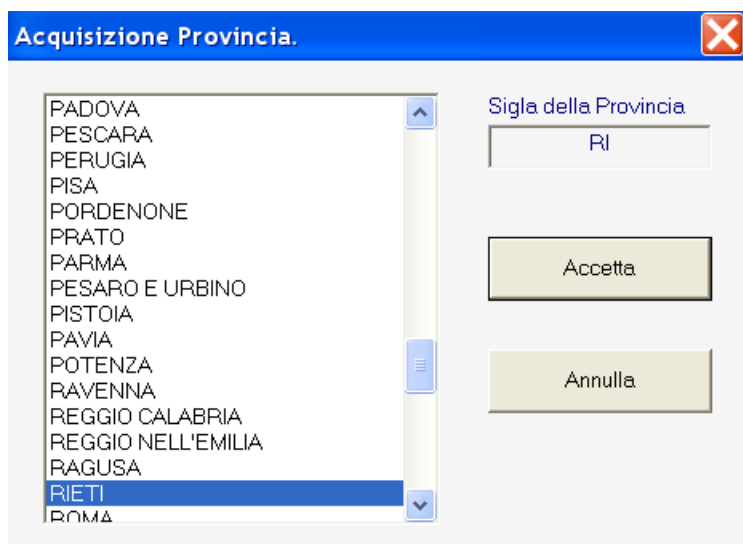 Acquisizione Provincia.
PADOVA
PESCARA
PERUGIA
PISA
PORDENONE
PRATO
PARMA
PESARO E URBINO
PISTOIA
PAVIA
POTENZA
RAVENNA
REGGIO CALABRIA
REGGIO NELL'EMILIA
RAGUSA
RIETI
ROMA
Sigla della Provincia
RI
Accetta
Annulla